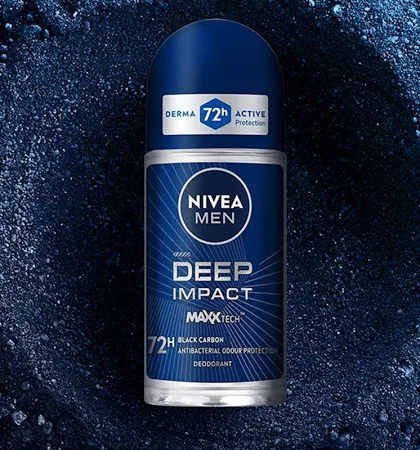 DERMA 72h ACTIVE
Protection
NIVEA
MEN
DEEP
IMPACT
MAXXTECH
72H BLACK CARBON
ANTIBACTERIAL ODOUR PROTECTION
DEODORANT